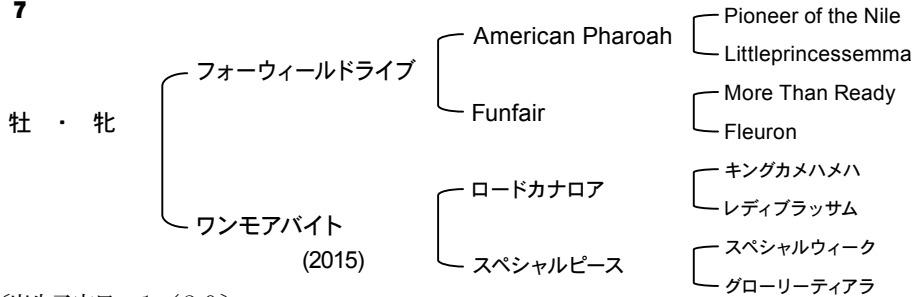 7
牡 ・ 牝
フォーウィールドライブ
American Pharoah
Pioneer of the Nile
Littleprincessemma
Funfair
More Than Ready
Fleuron
ワンモアバイト
(2015)
ロードカナロア
キングカメハメハ
レディブラッサム
スペシャルピース
スペシャルウィーク
グローリーティアラ